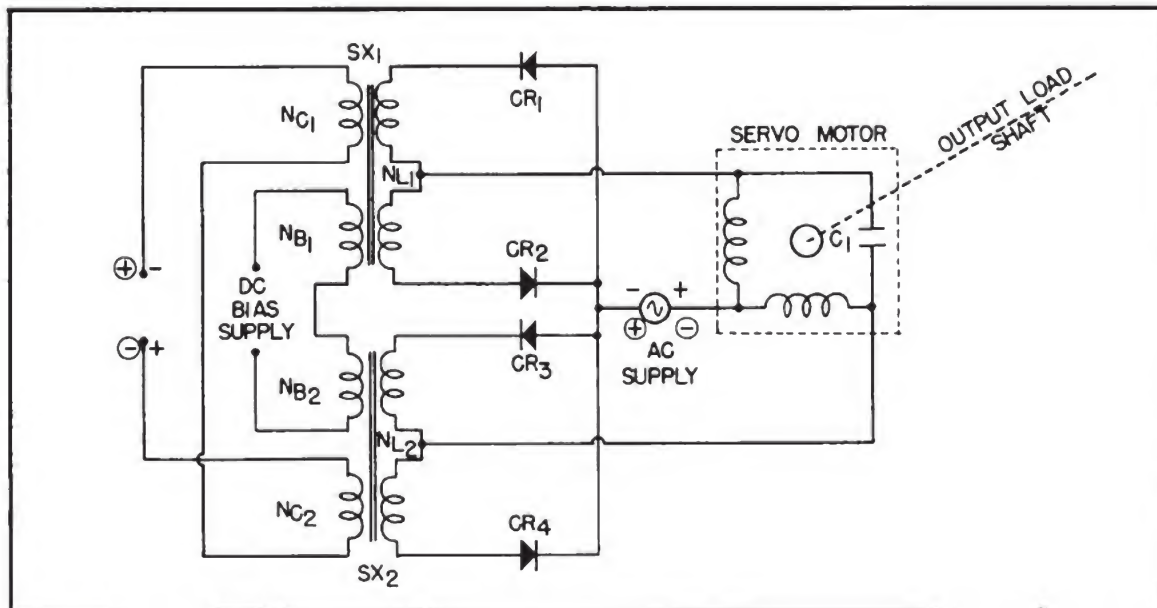 SX1
CR1
NC1
NL1
NB1
CR2
DC
BIAS
SUPPLY
CR3
NB2
NL2
NC2
CR4
SX2
⊕ -
⊖ +
- +
⊕ ⊖
AC
SUPPLY
SERVO MOTOR
C1
OUTPUT LOAD
SHAFT